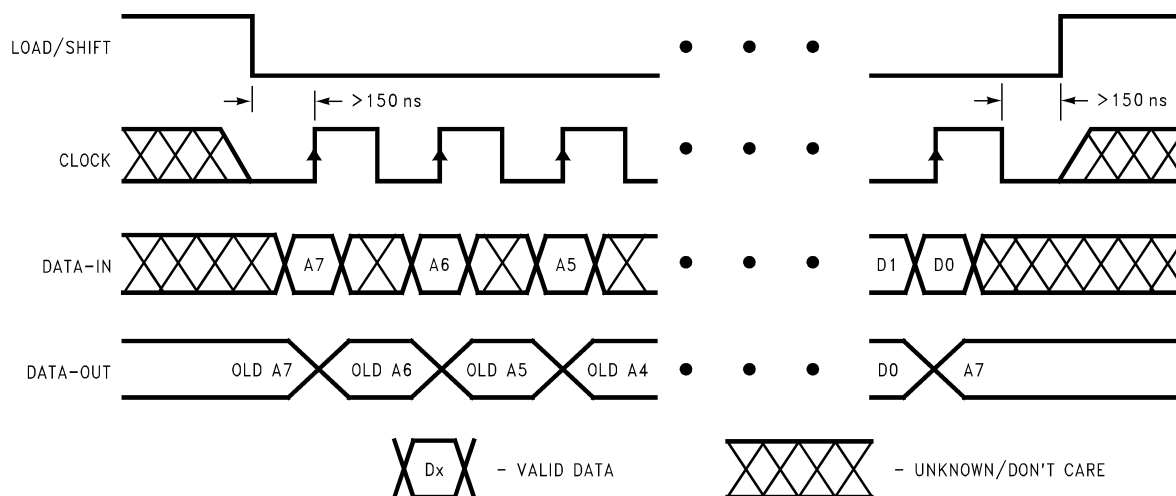 LOAD/SHIFT
>150 ns >150 ns
CLOCK
DATA-IN A7 A6 A5 D1 D0
DATA-OUT OLD A7 OLD A6 OLD A5 OLD A4 D0 A7
Dx - VALID DATA - UNKNOWN/DON'T CARE